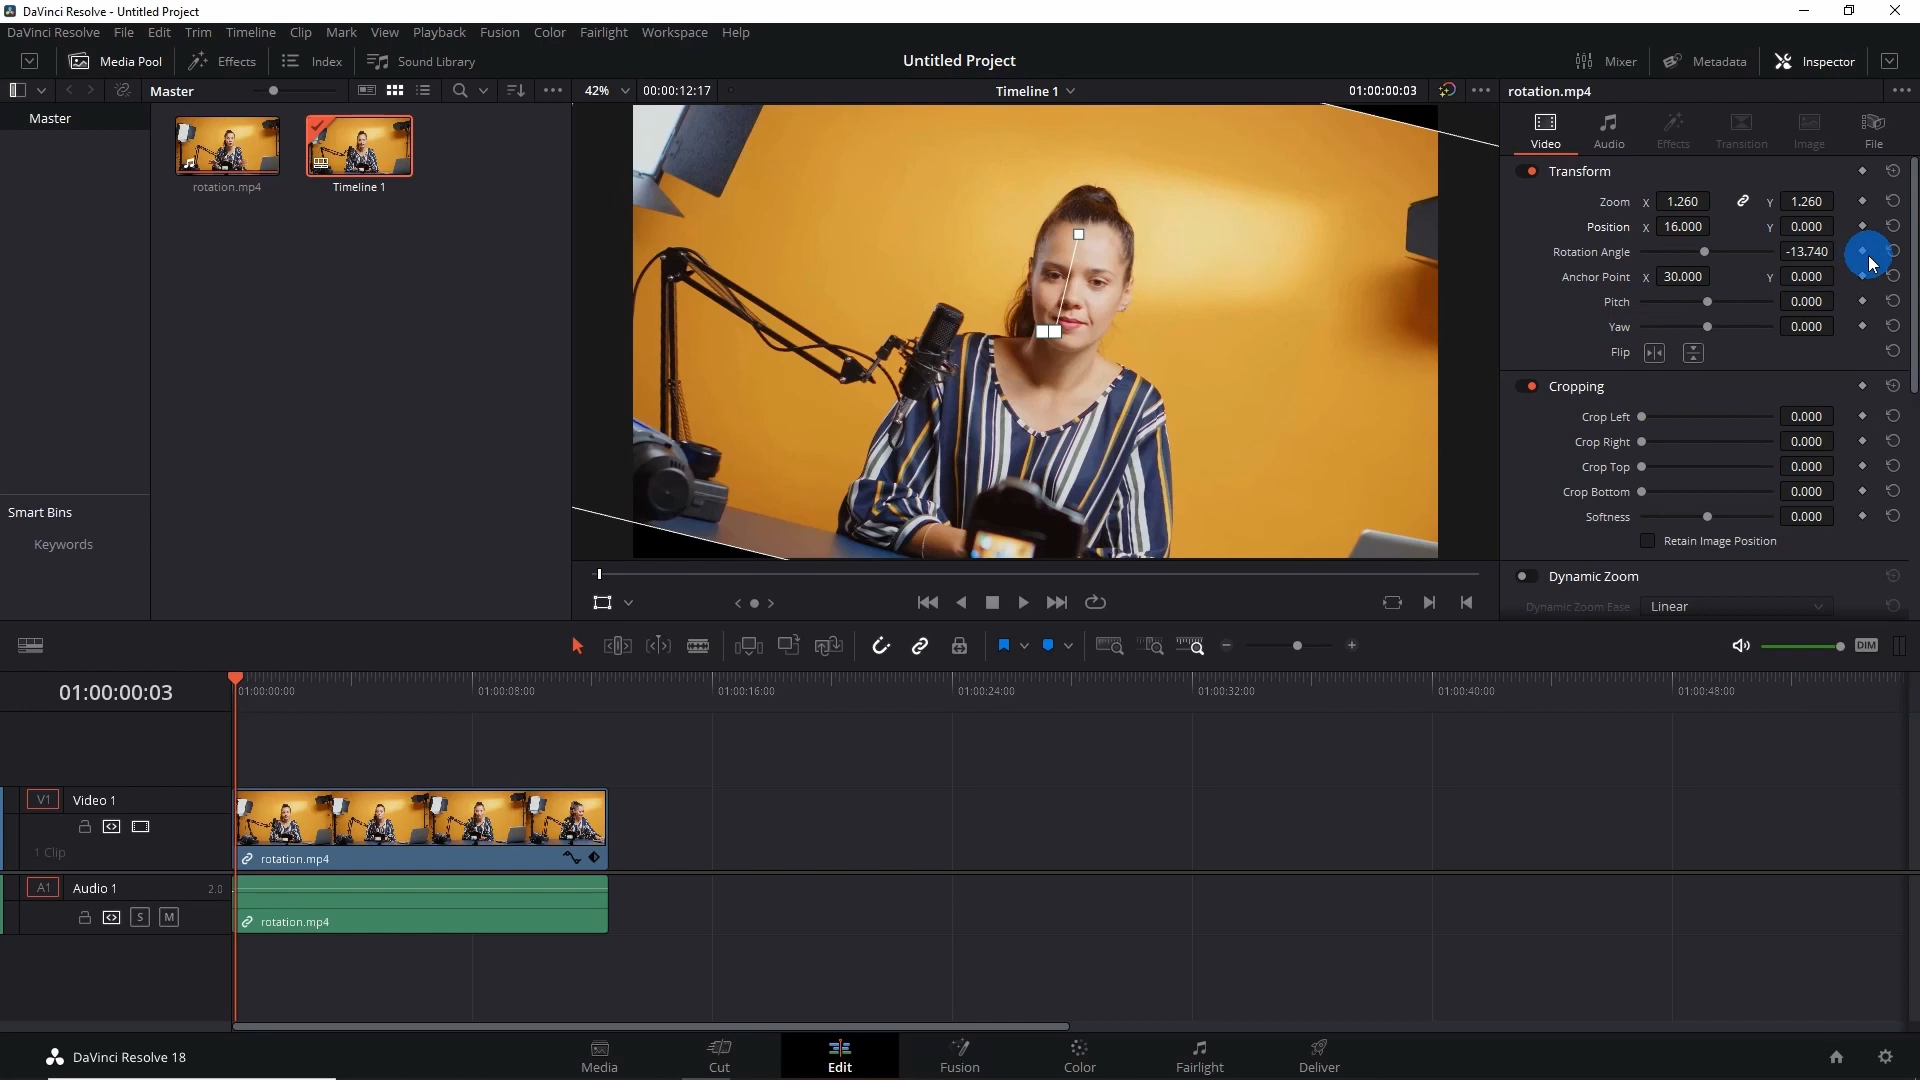 DaVinci Resolve - Untitled Project
DaVinci Resolve File Edit Trim Timeline Clip Mark View Playback Fusion Color Fairlight Workspace Help
Media Pool Effects Index Sound Library Untitled Project Mixer Metadata Inspector
Master 42% 00:00:12:17 Timeline 1 01:00:00:03 rotation.mp4
Master
rotation.mp4 Timeline 1
Smart Bins
Keywords
Video Audio Effects Transition Image File
Transform
Zoom X 1.260 Y 1.260
Position X 16.000 Y 0.000
Rotation Angle -13.740
Anchor Point X 30.000 Y 0.000
Pitch 0.000
Yaw 0.000
Flip
Cropping
Crop Left 0.000
Crop Right 0.000
Crop Top 0.000
Crop Bottom 0.000
Softness 0.000
Retain Image Position
Dynamic Zoom
Dynamic Zoom Ease Linear
DIM
01:00:00:03 01:00:00:00 01:00:08:00 01:00:16:00 01:00:24:00 01:00:32:00 01:00:40:00 01:00:48:00
V1 Video 1
1 Clip
rotation.mp4
A1 Audio 1 2.0
S M
rotation.mp4
DaVinci Resolve 18 Media Cut Edit Fusion Color Fairlight Deliver